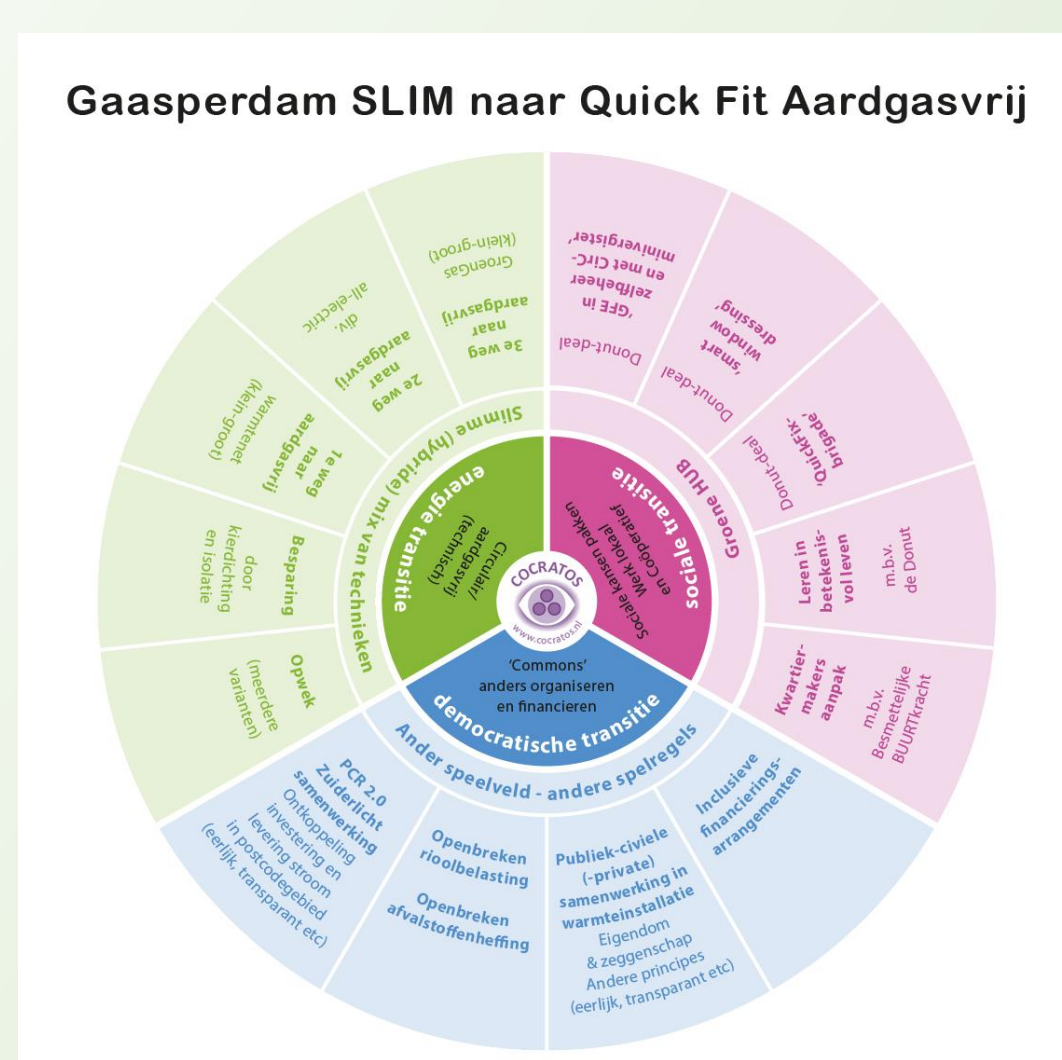 Gaasperdam SLIM naar Quick Fit Aardgasvrij
COCRATOS
www.cocratos.nl
energie transitie
Circulair/
aardgasvrij
(technisch)
Slimme (hybride) mix van technieken
Opwek
(meerdere
varianten)
Besparing
door
kierdichting
en isolatie
1e weg
naar
aardgasvrij
warmtenet
(klein-groot)
2e weg
naar
aardgasvrij
div.
all-electric
3e weg
naar
aardgasvrij
GroenGas
(klein-groot)
sociale transitie
Sociale kansen pakken
Werk lokaal
en Coöperatief
Groene HUB
Donut-deal
‘GFE in
zelfbeheer
en met CirC-
minivergister’
Donut-deal
‘smart
window
dressing’
Donut-deal
‘QuickFix-
brigade’
Leren in
betekenis-
vol leven
m.b.v.
de Donut
Kwartier-
makers
aanpak
m.b.v.
Besmettelijke
BUURTkracht
‘Commons’
anders organiseren
en financieren
democratische transitie
Ander speelveld - andere spelregels
PCR 2.0
Zuiderlicht
samenwerking
Ontkoppeling
investering en
levering stroom
in postcodegebied
(eerlijk, transparant etc)
Openbreken
rioolbelasting
Openbreken
afvalstoffenheffing
Publiek-civiele
(-private)
samenwerking in
warmteinstallatie
Eigendom
& zeggenschap
Andere principes
(eerlijk, transparant etc)
Inclusieve
financierings-
arrangementen